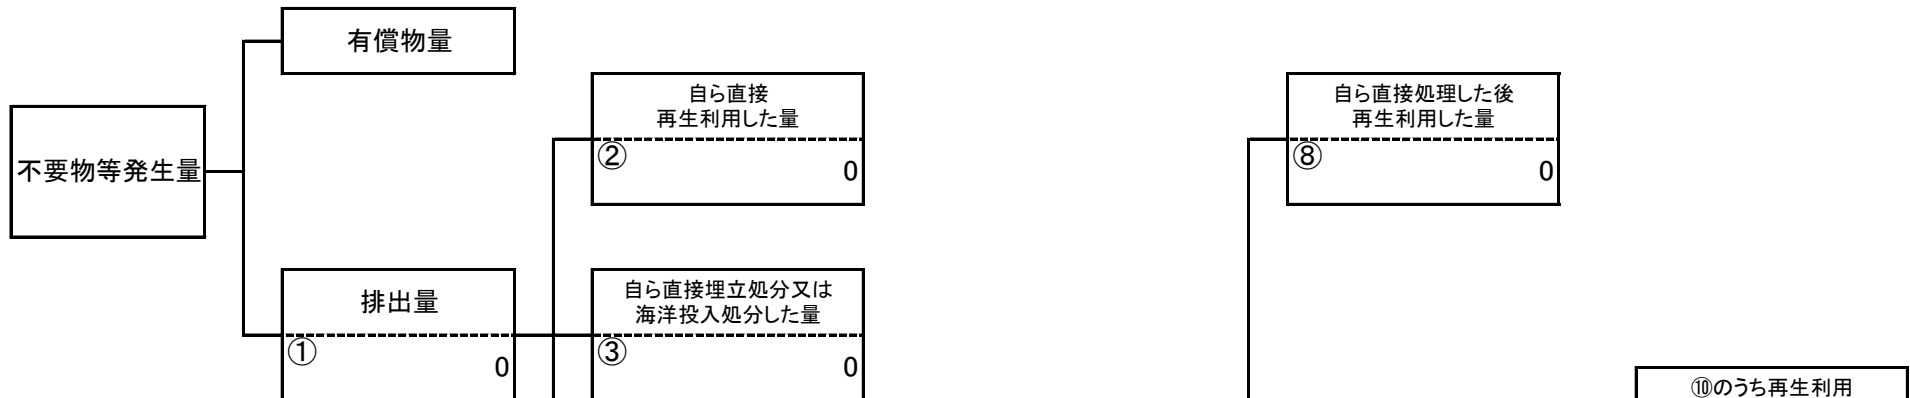 有償物量
自ら直接
再生利用した量
②
0
自ら直接処理した後
再生利用した量
⑧
0
不要物等発生量
排出量
①
0
自ら直接埋立処分又は
海洋投入処分した量
③
0
⑩のうち再生利用